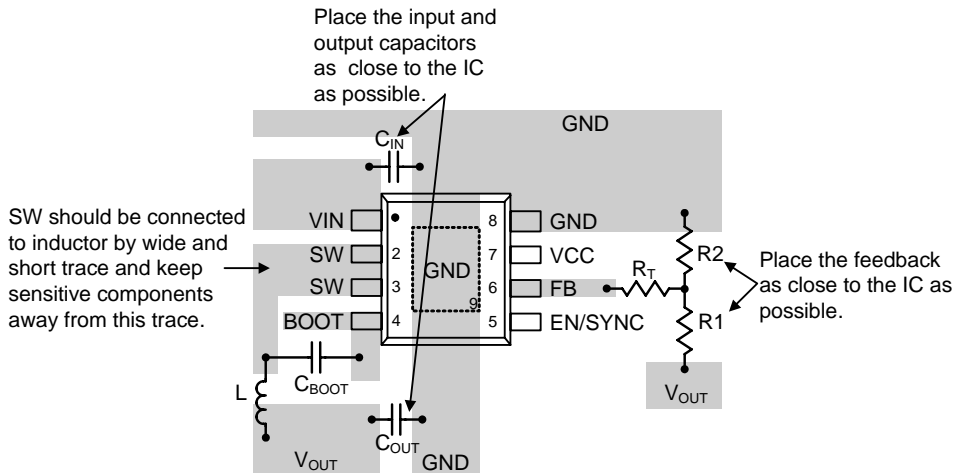 Place the input and
output capacitors
as close to the IC
as possible.
GND
CIN
SW should be connected
to inductor by wide and
short trace and keep
sensitive components
away from this trace.
VIN
SW
SW
BOOT
2
3
4
GND
9
8
7
6
5
GND
VCC
FB
EN/SYNC
RT
R2
R1
Place the feedback
as close to the IC as
possible.
VOUT
L
CBOOT
COUT
VOUT
GND